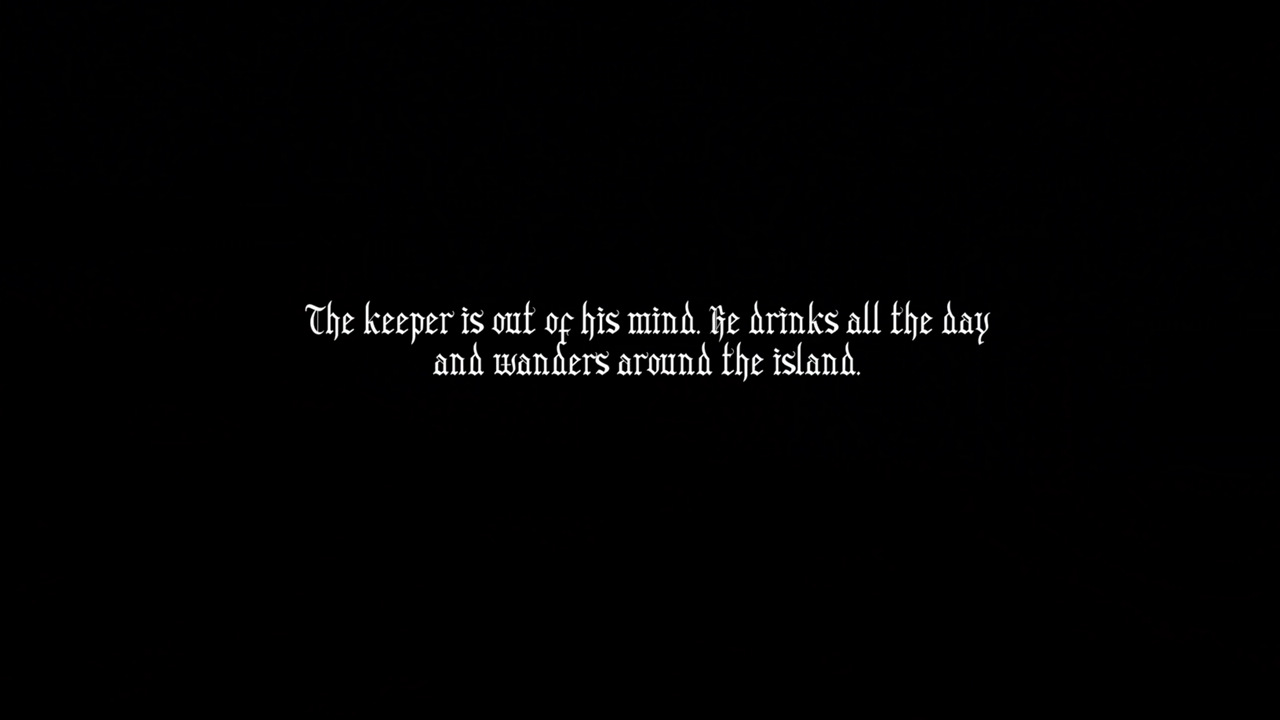 The keeper is out of his mind. He drinks all the day
and wanders around the island.